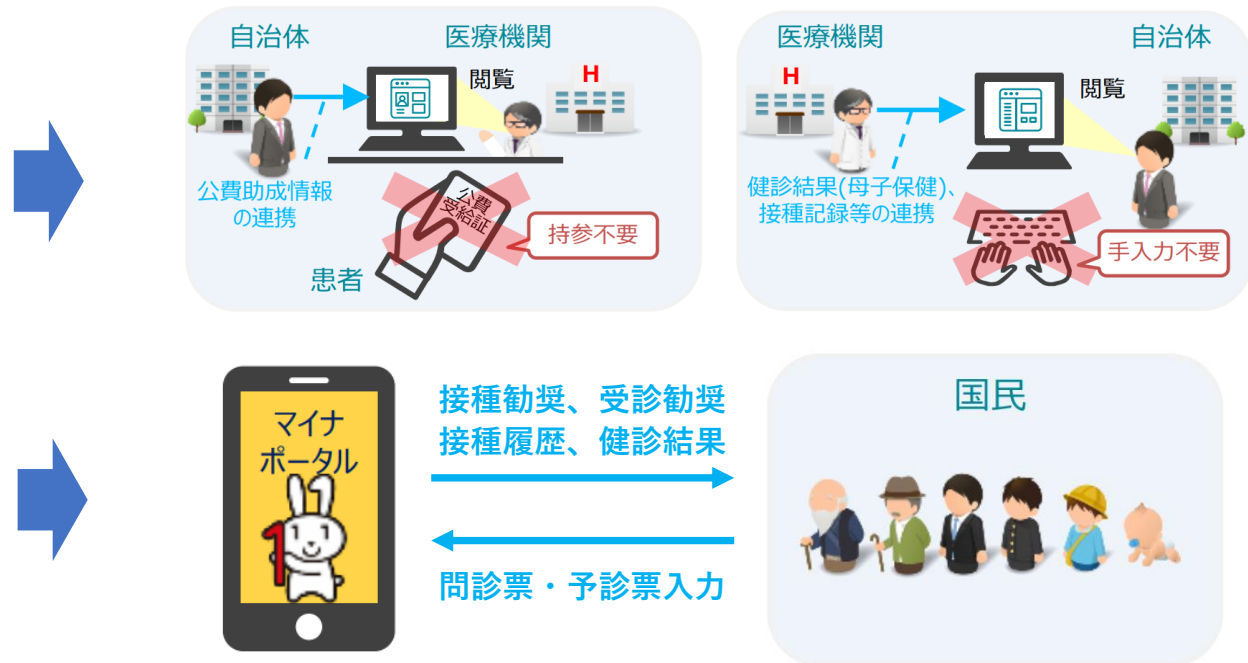 自治体
医療機関
閲覧
H
公費助成情報
の連携
公費
受給証
持参不要
患者
医療機関
自治体
H
閲覧
健診結果(母子保健)、
接種記録等の連携
手入力不要
マイナ
ポータル
1
接種勧奨、受診勧奨
接種履歴、健診結果
問診票・予診票入力
国民